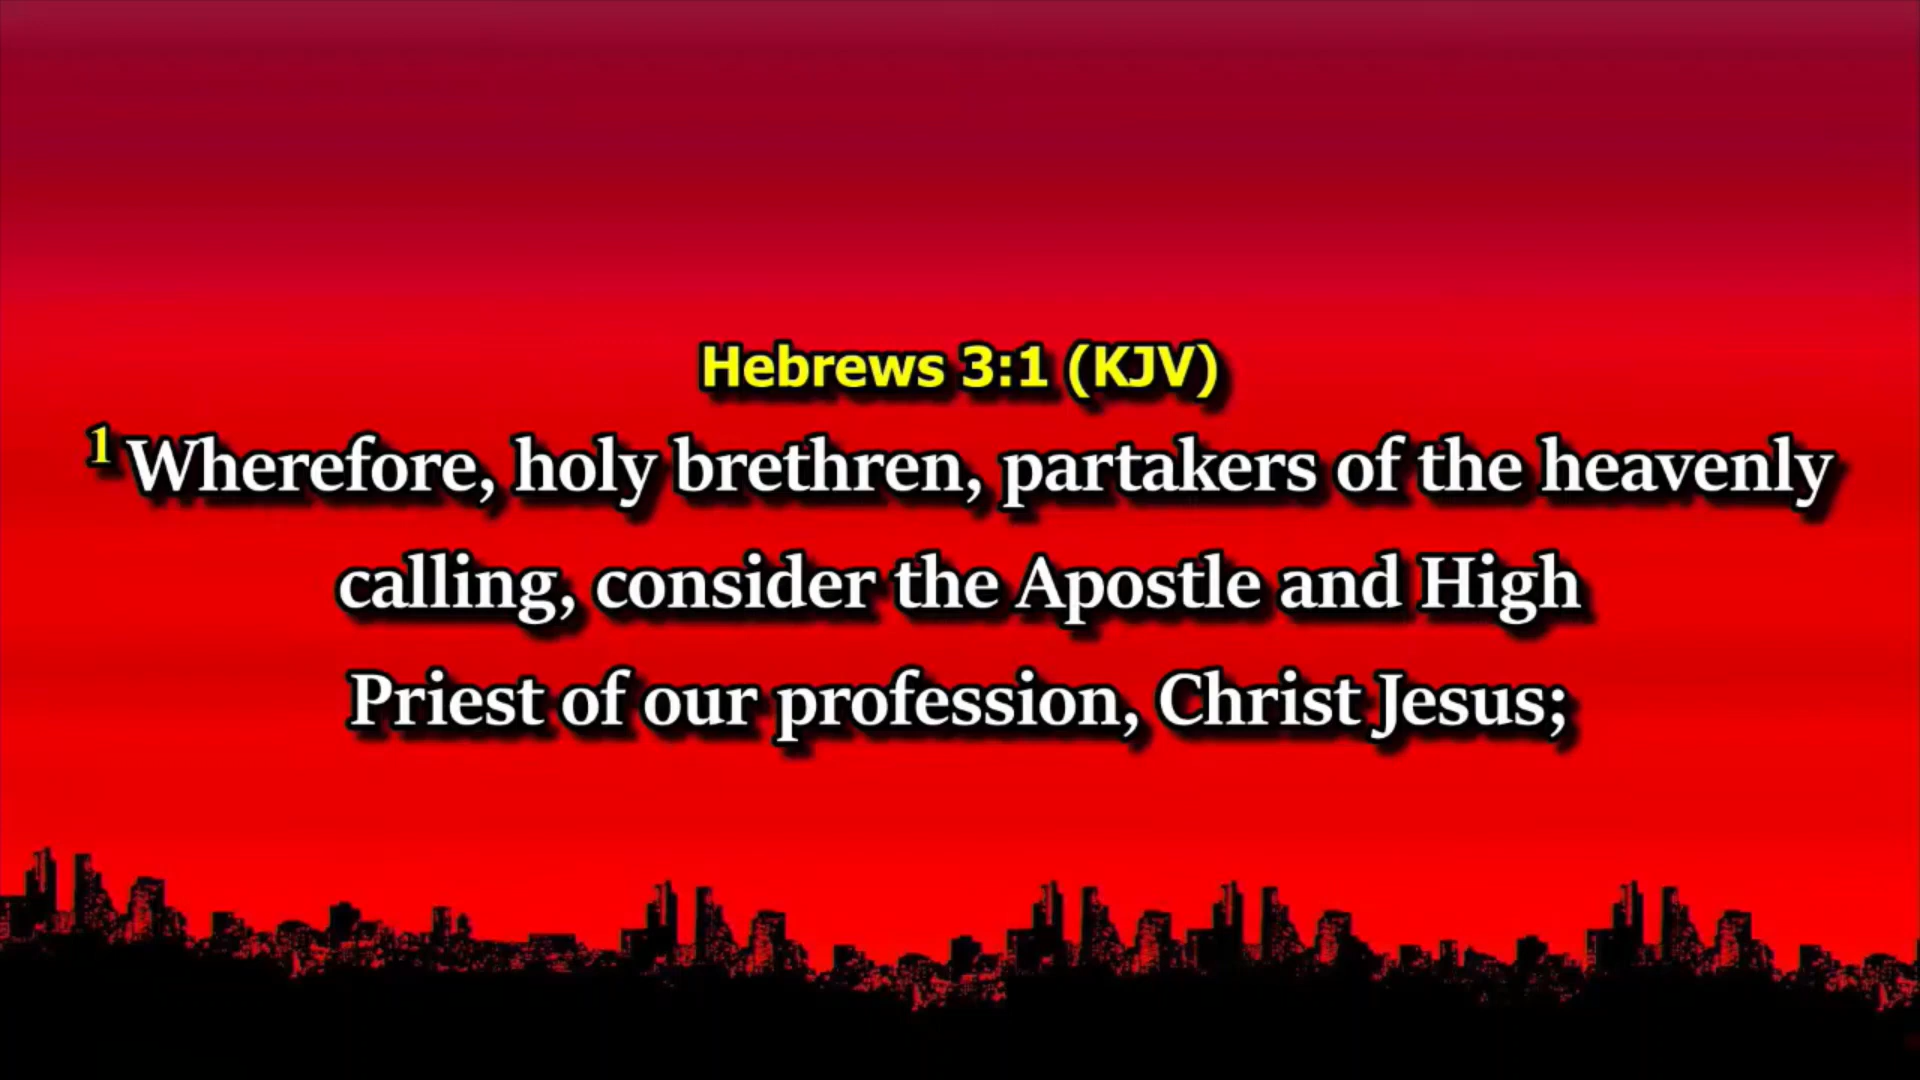 Hebrews 3:1 (KJV)
1 Wherefore, holy brethren, partakers of the heavenly
calling, consider the Apostle and High
Priest of our profession, Christ Jesus;